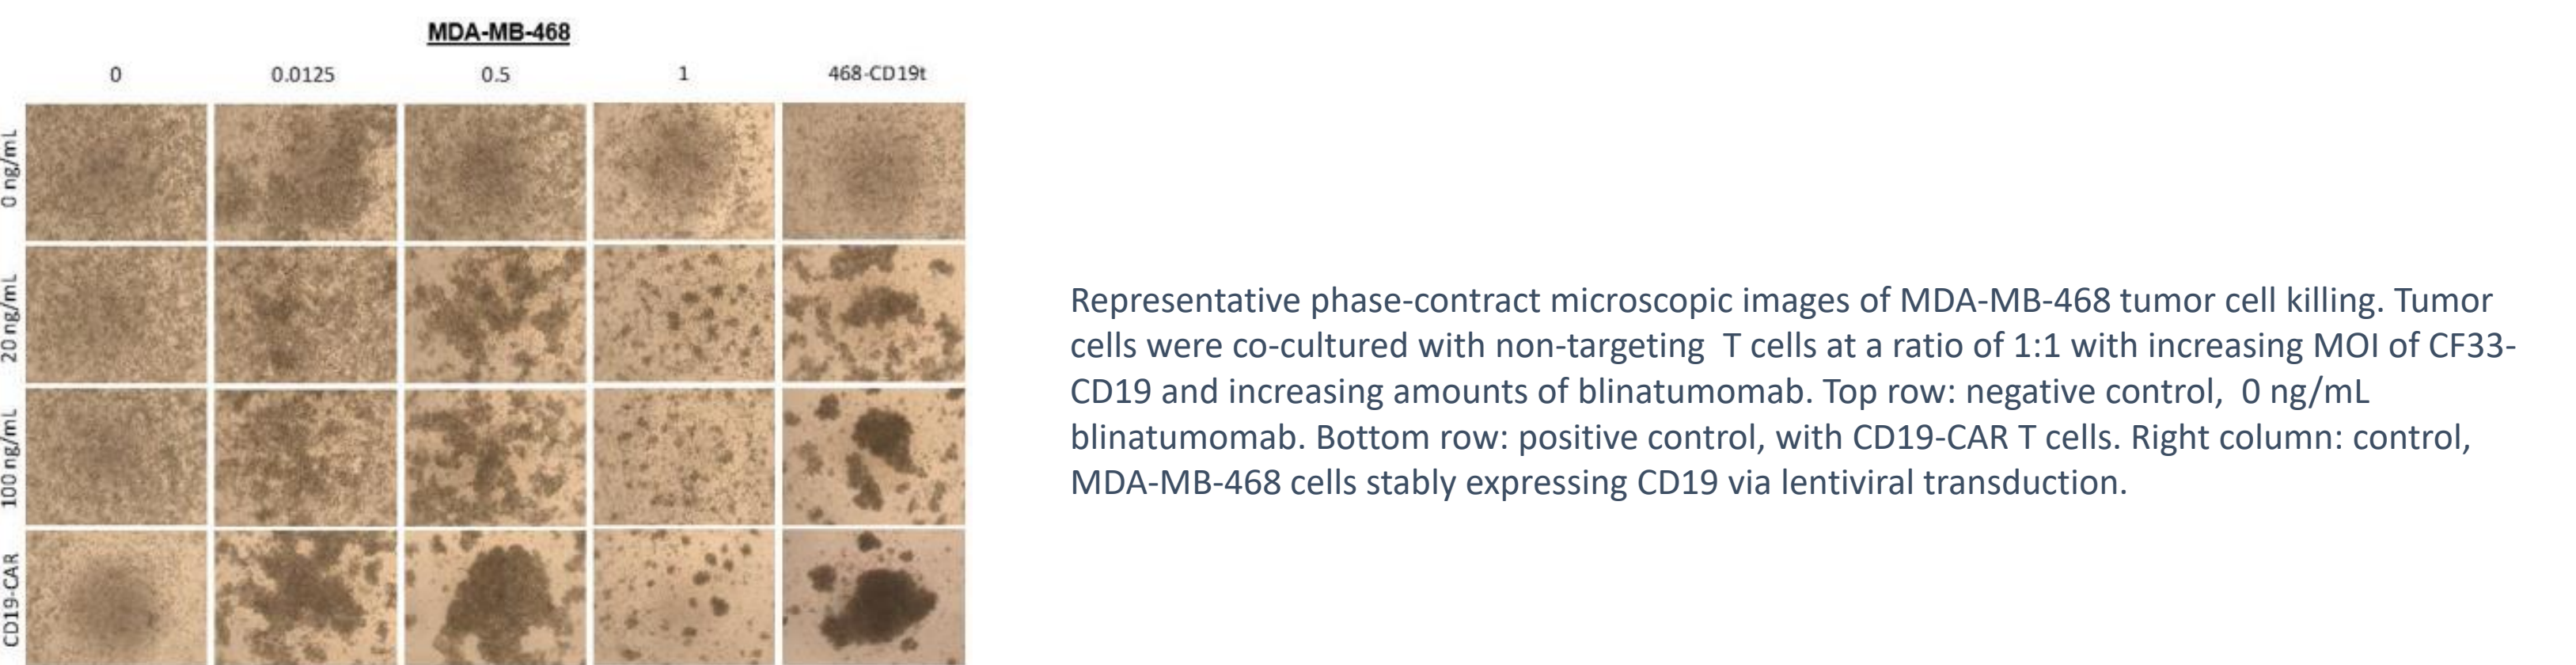 MDA-MB-468
0 0.0125 0.5 1 468-CD19t
0 ng/mL
20 ng/mL
100 ng/mL
CD19-CAR
Representative phase-contract microscopic images of MDA-MB-468 tumor cell killing. Tumor
cells were co-cultured with non-targeting  T cells at a ratio of 1:1 with increasing MOI of CF33-
CD19 and increasing amounts of blinatumomab. Top row: negative control,  0 ng/mL
blinatumomab. Bottom row: positive control, with CD19-CAR T cells. Right column: control,
MDA-MB-468 cells stably expressing CD19 via lentiviral transduction.